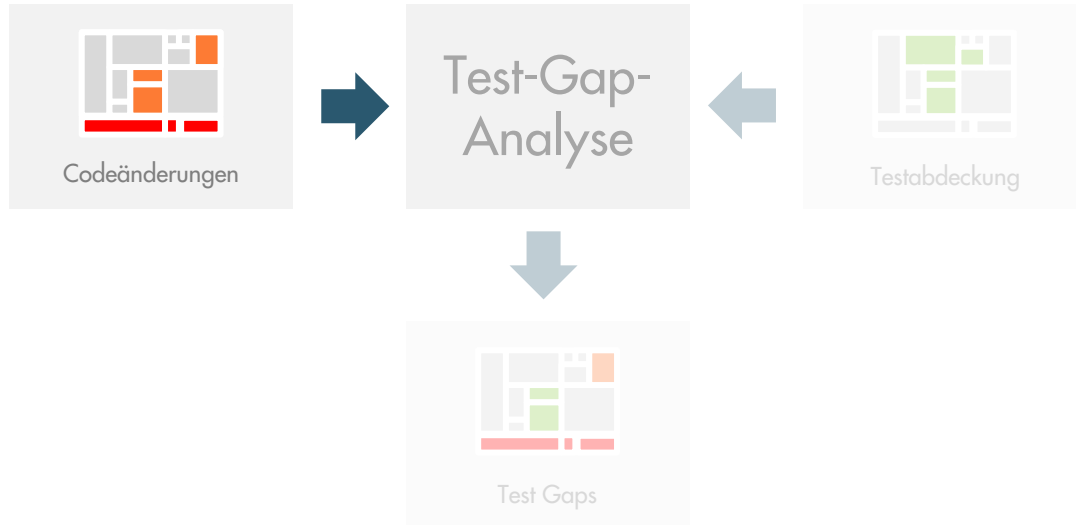 Test-Gap-
Analyse
Codeänderungen
Testabdeckung
Test Gaps